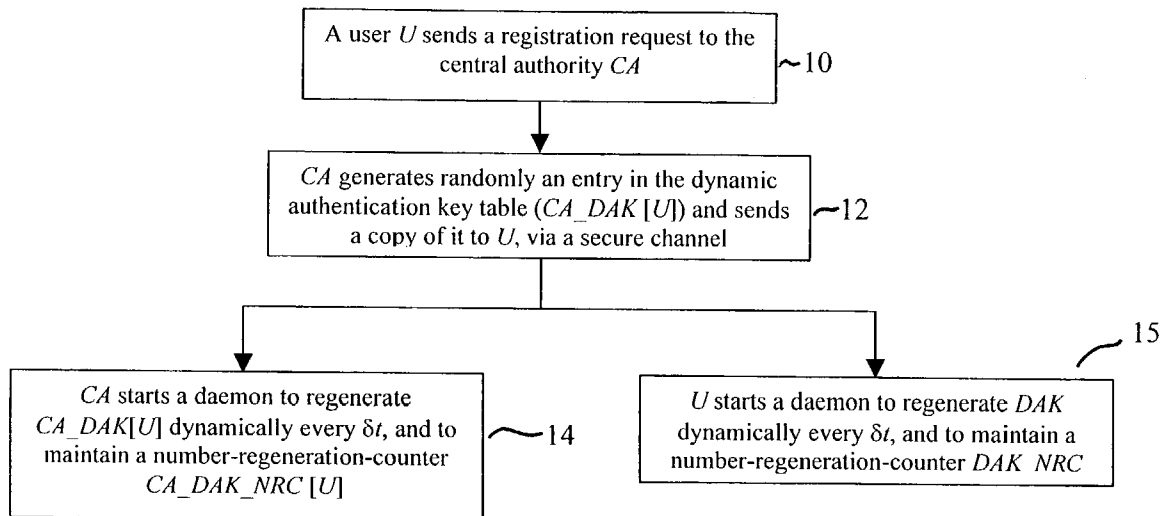 A user U sends a registration request to the
central authority CA
~10
CA generates randomly an entry in the dynamic
authentication key table (CA_DAK [U]) and sends
a copy of it to U, via a secure channel
~12
15
CA starts a daemon to regenerate
CA_DAK[U] dynamically every δt, and to
maintain a number-regeneration-counter
CA_DAK_NRC [U]
14
U starts a daemon to regenerate DAK
dynamically every δt, and to maintain a
number-regeneration-counter DAK NRC